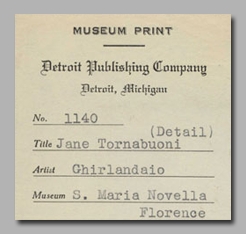 MUSEUM PRINT
Detroit Publishing Company
Detroit, Michigan
No. 1140
(Detail)
Title Jane Tornabuoni
Artist Ghirlandaio
Museum S. Maria Novella
Florence